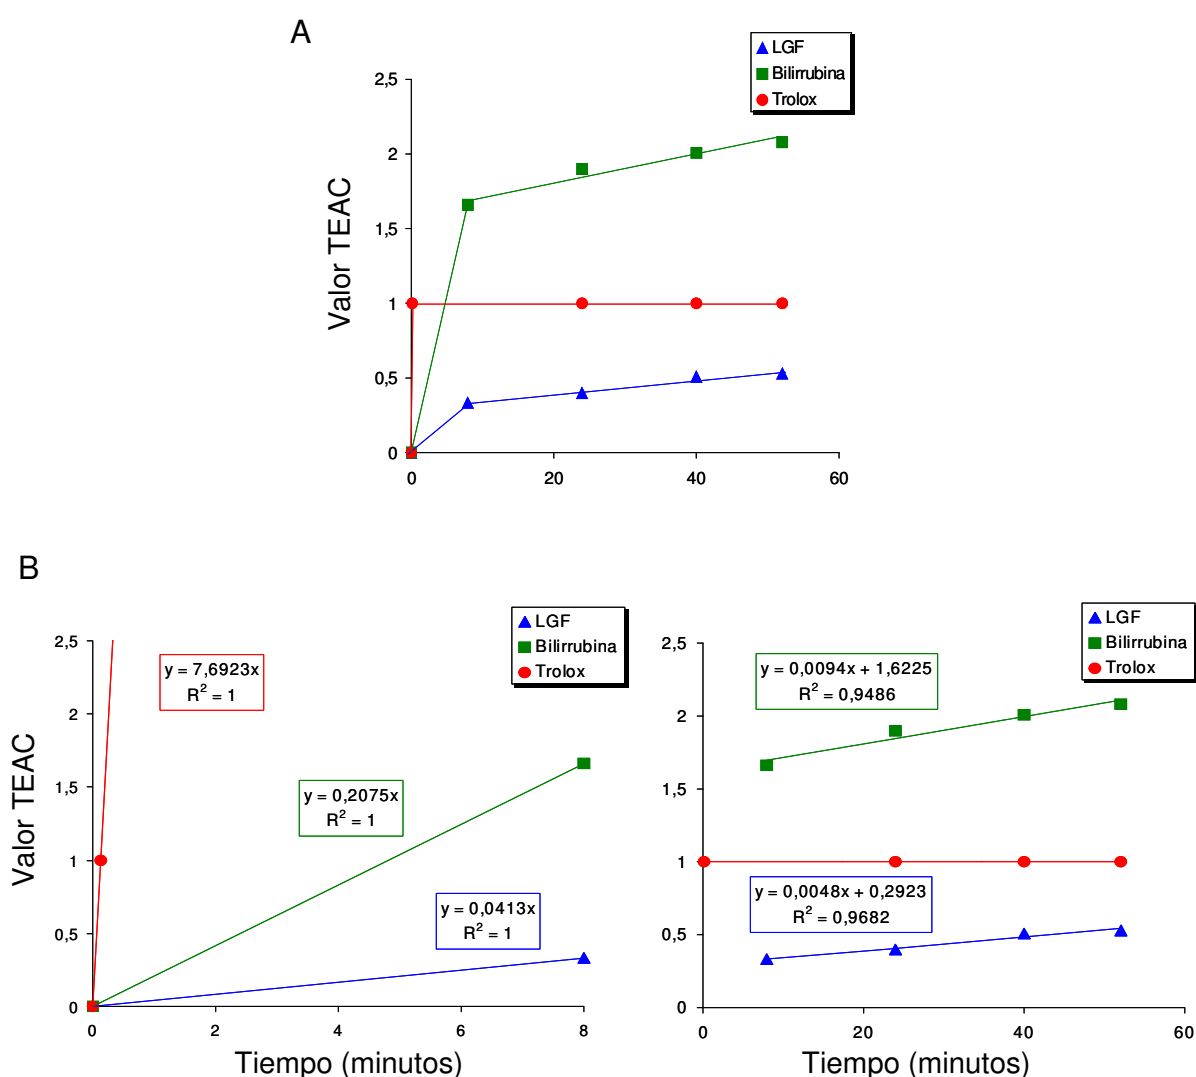 A
LGF
Bilirrubina
Trolox
Valor TEAC
2,5
2
1,5
1
0,5
0
0 20 40 60
B
LGF
Bilirrubina
Trolox
Valor TEAC
2,5
2
1,5
1
0,5
0
y = 7,6923x
R² = 1
y = 0,2075x
R² = 1
y = 0,0413x
R² = 1
0 2 4 6 8
Tiempo (minutos)
LGF
Bilirrubina
Trolox
2,5
2
1,5
1
0,5
0
y = 0,0094x + 1,6225
R² = 0,9486
y = 0,0048x + 0,2923
R² = 0,9682
0 20 40 60
Tiempo (minutos)